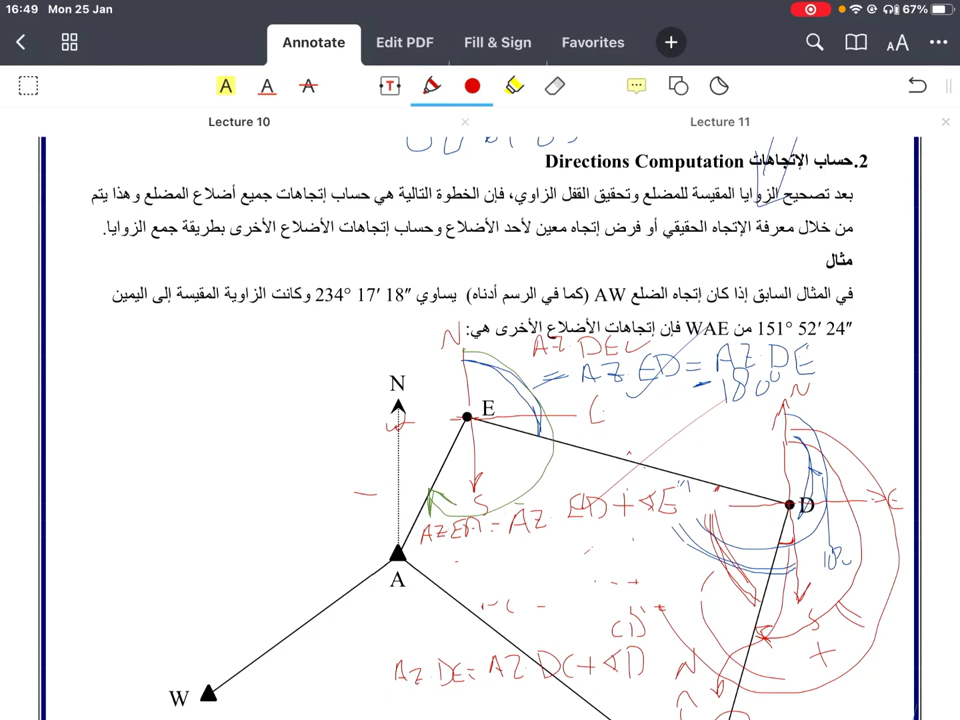 16:49 Mon 25 Jan 67%
Annotate Edit PDF Fill & Sign Favorites
AA
A A A T
Lecture 10 Lecture 11
2.حساب الإتجاهات Directions Computation
بعد تصحيح الزوايا المقيسة للمضلع وتحقيق القفل الزاوي، فإن الخطوة التالية هي حساب إتجاهات جميع أضلاع المضلع وهذا يتم
من خلال معرفة الإتجاه الحقيقي أو فرض إتجاه معين لأحد الأضلاع وحساب إتجاهات الأضلاع الأخرى بطريقة جمع الزوايا.
مثال
في المثال السابق إذا كان إتجاه الضلع AW (كما في الرسم أدناه) يساوي 234° 17′ 18″ وكانت الزاوية المقيسة إلى اليمين
151° 52′ 24″ من WAE فإن إتجاهات الأضلاع الأخرى هي:
N AZ DE
= AZ ED = AZ DE
- 180°
N
N
E
E
D E
S
AZ EA = AZ ED + ∢E
180
A
S
(1)
+
AZ DE = AZ DC + ∢D
N
W